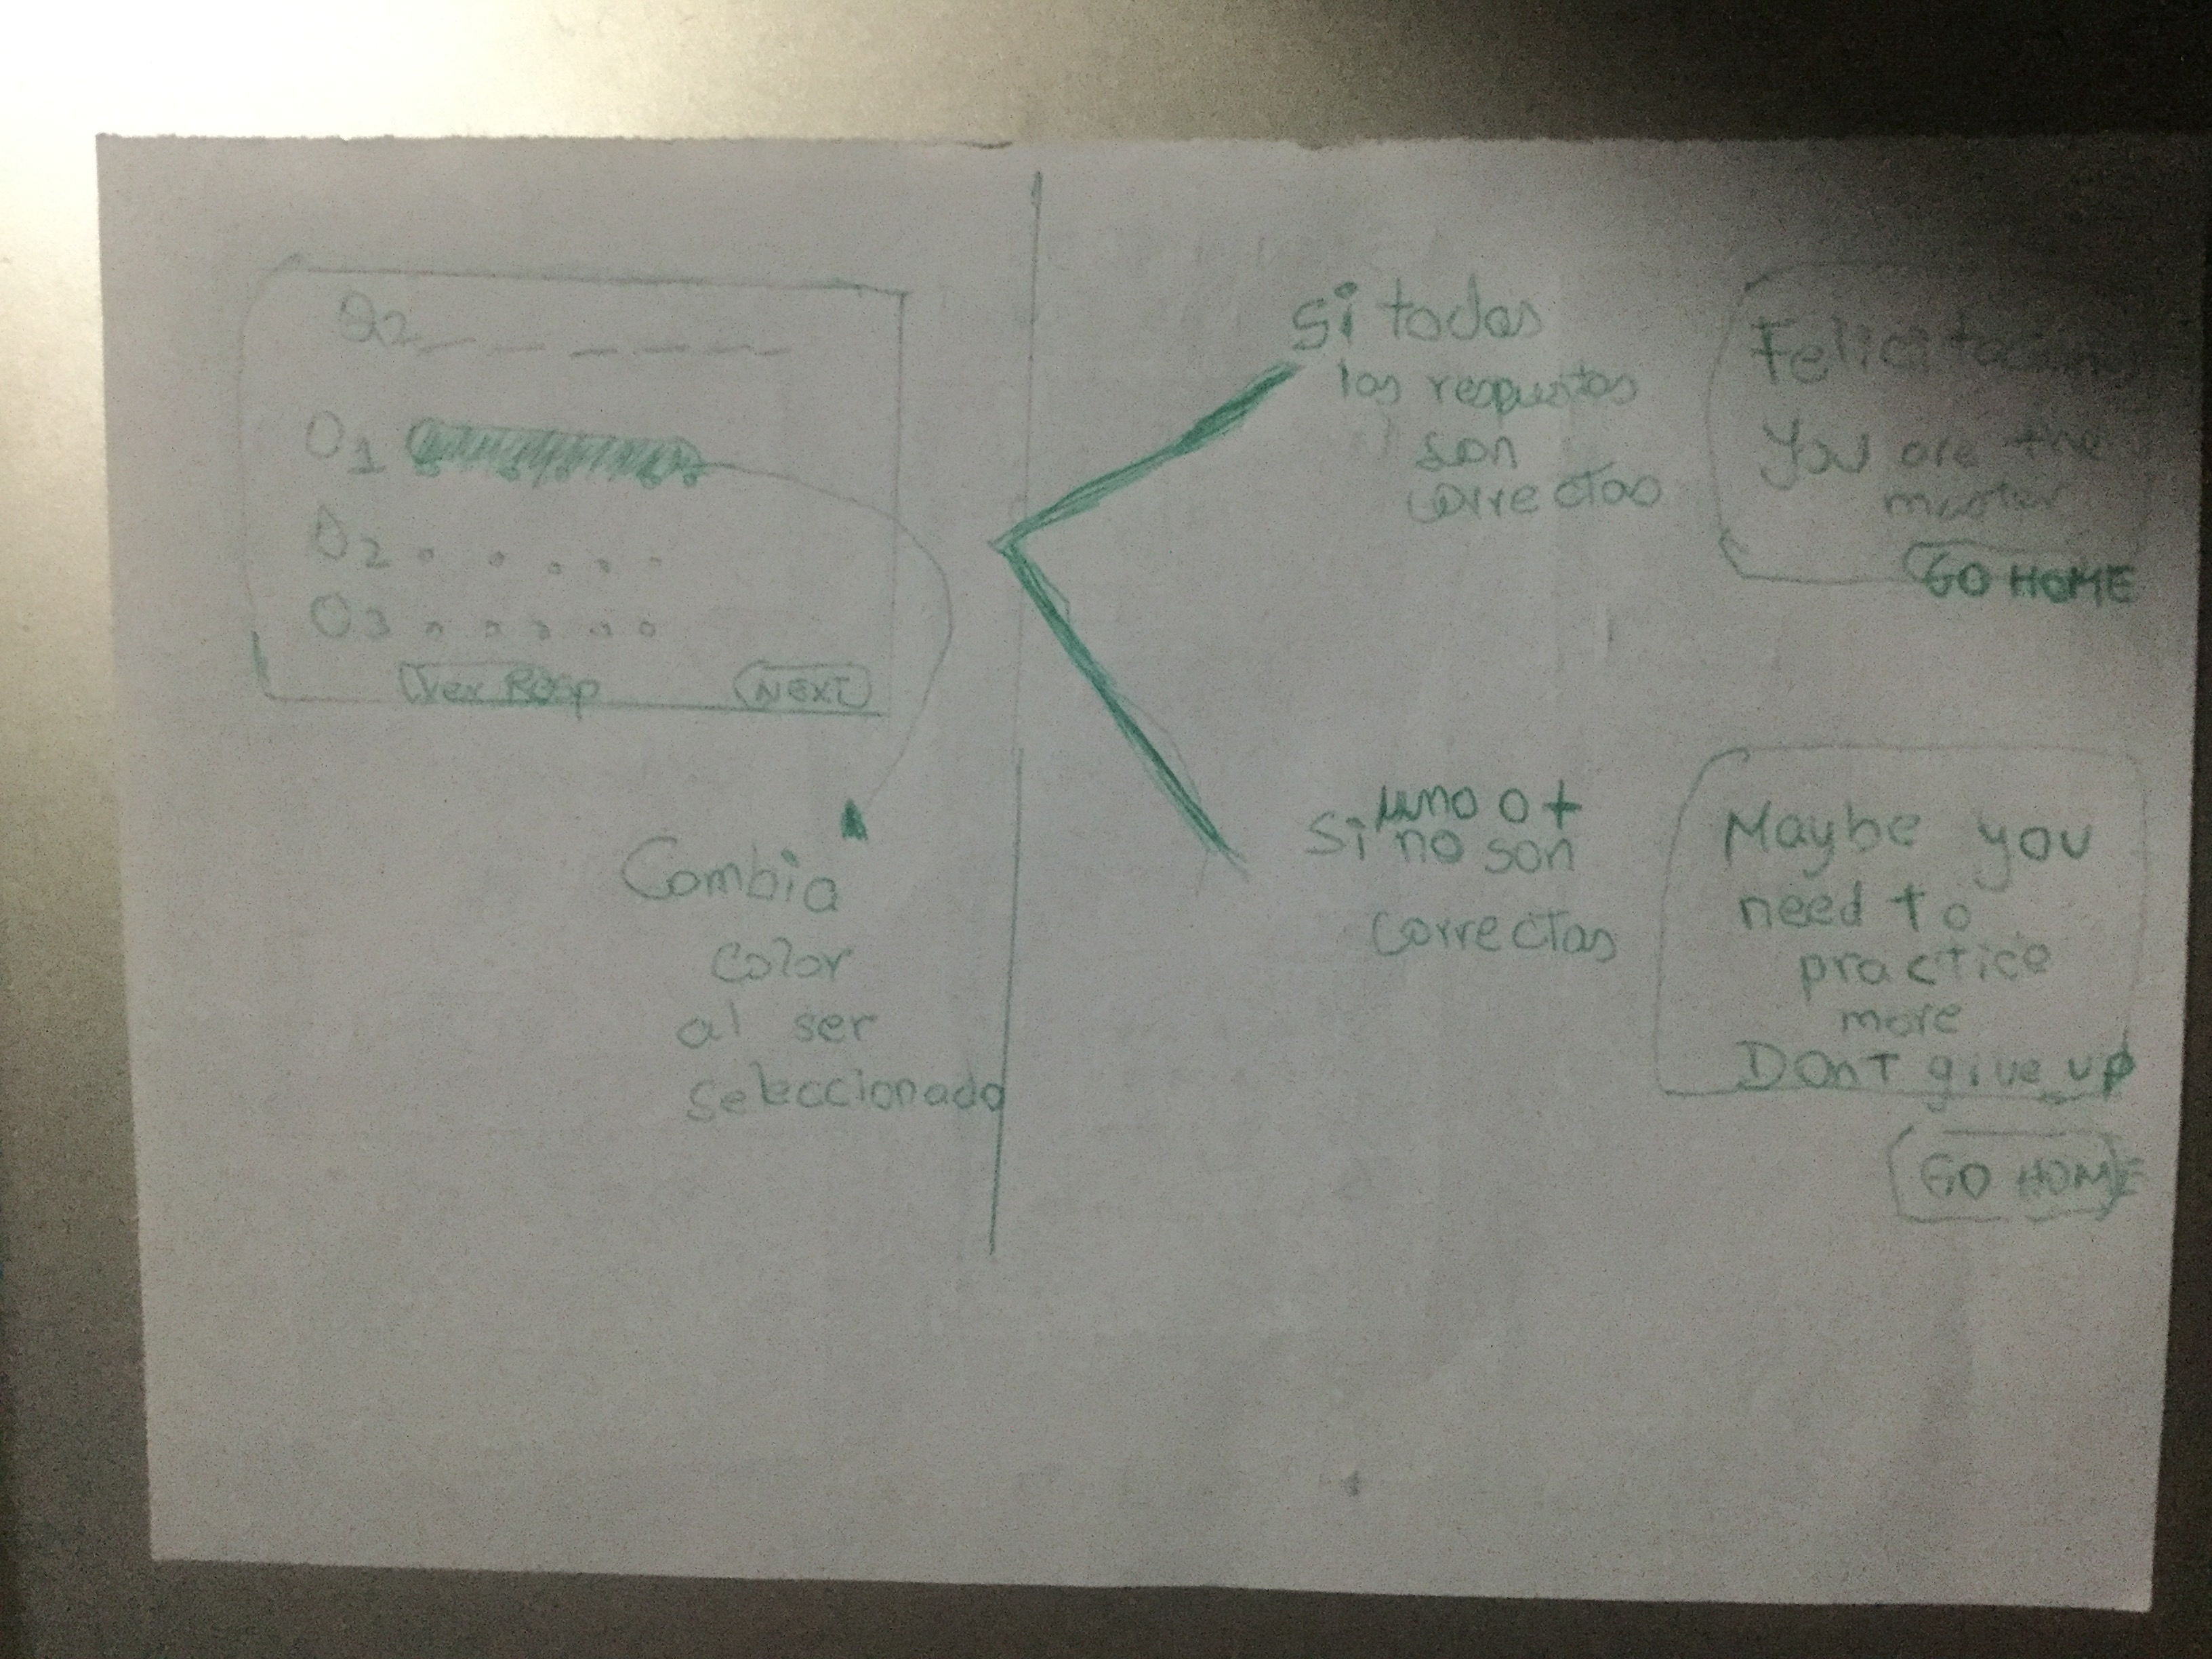 Q2
O1
O2
O3
Ver Resp
NEXT
Cambia
color
al ser
seleccionado
Si todas
las respuestas
son
correctas
Felicitaciones
You are the
master
GO HOME
uno o +
Si no son
correctas
Maybe you
need to
practice
more
DOnT give up
GO HOME